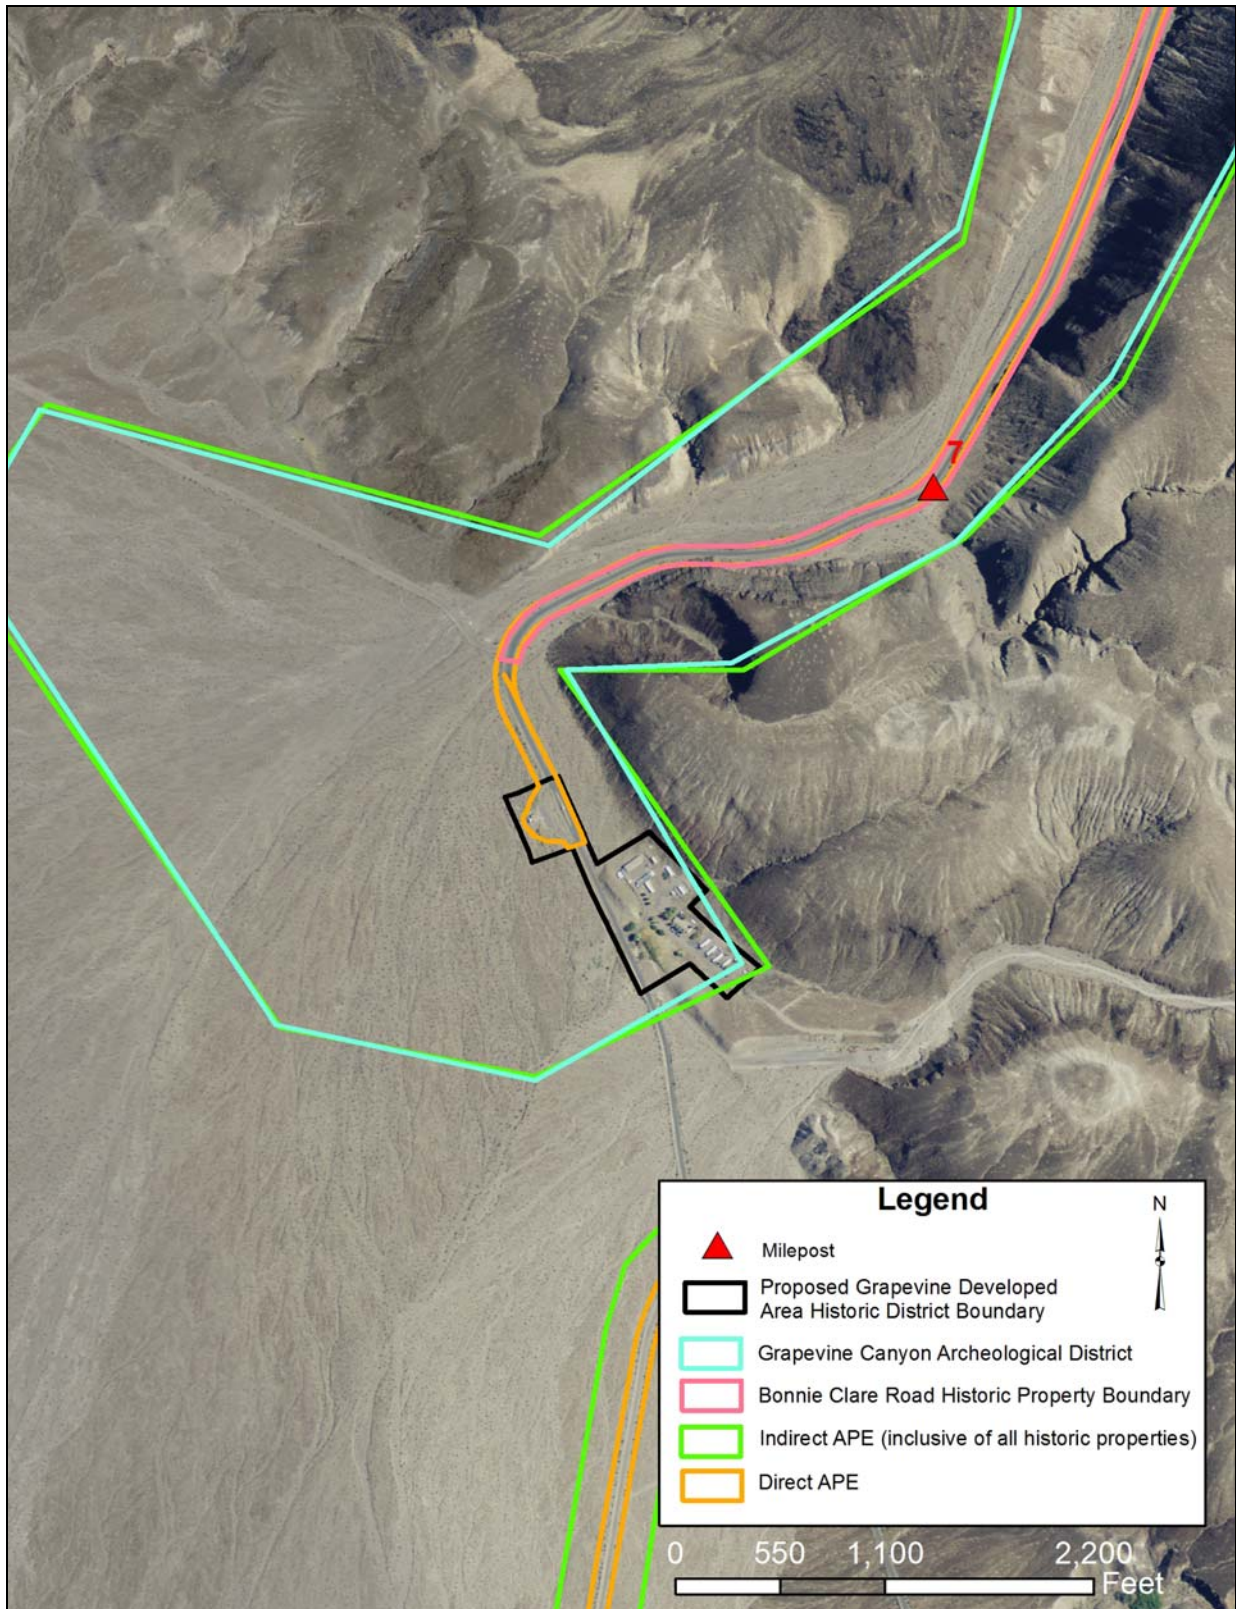 7
Legend
N
Milepost
Proposed Grapevine Developed
Area Historic District Boundary
Grapevine Canyon Archeological District
Bonnie Clare Road Historic Property Boundary
Indirect APE (inclusive of all historic properties)
Direct APE
0 550 1,100 2,200
Feet